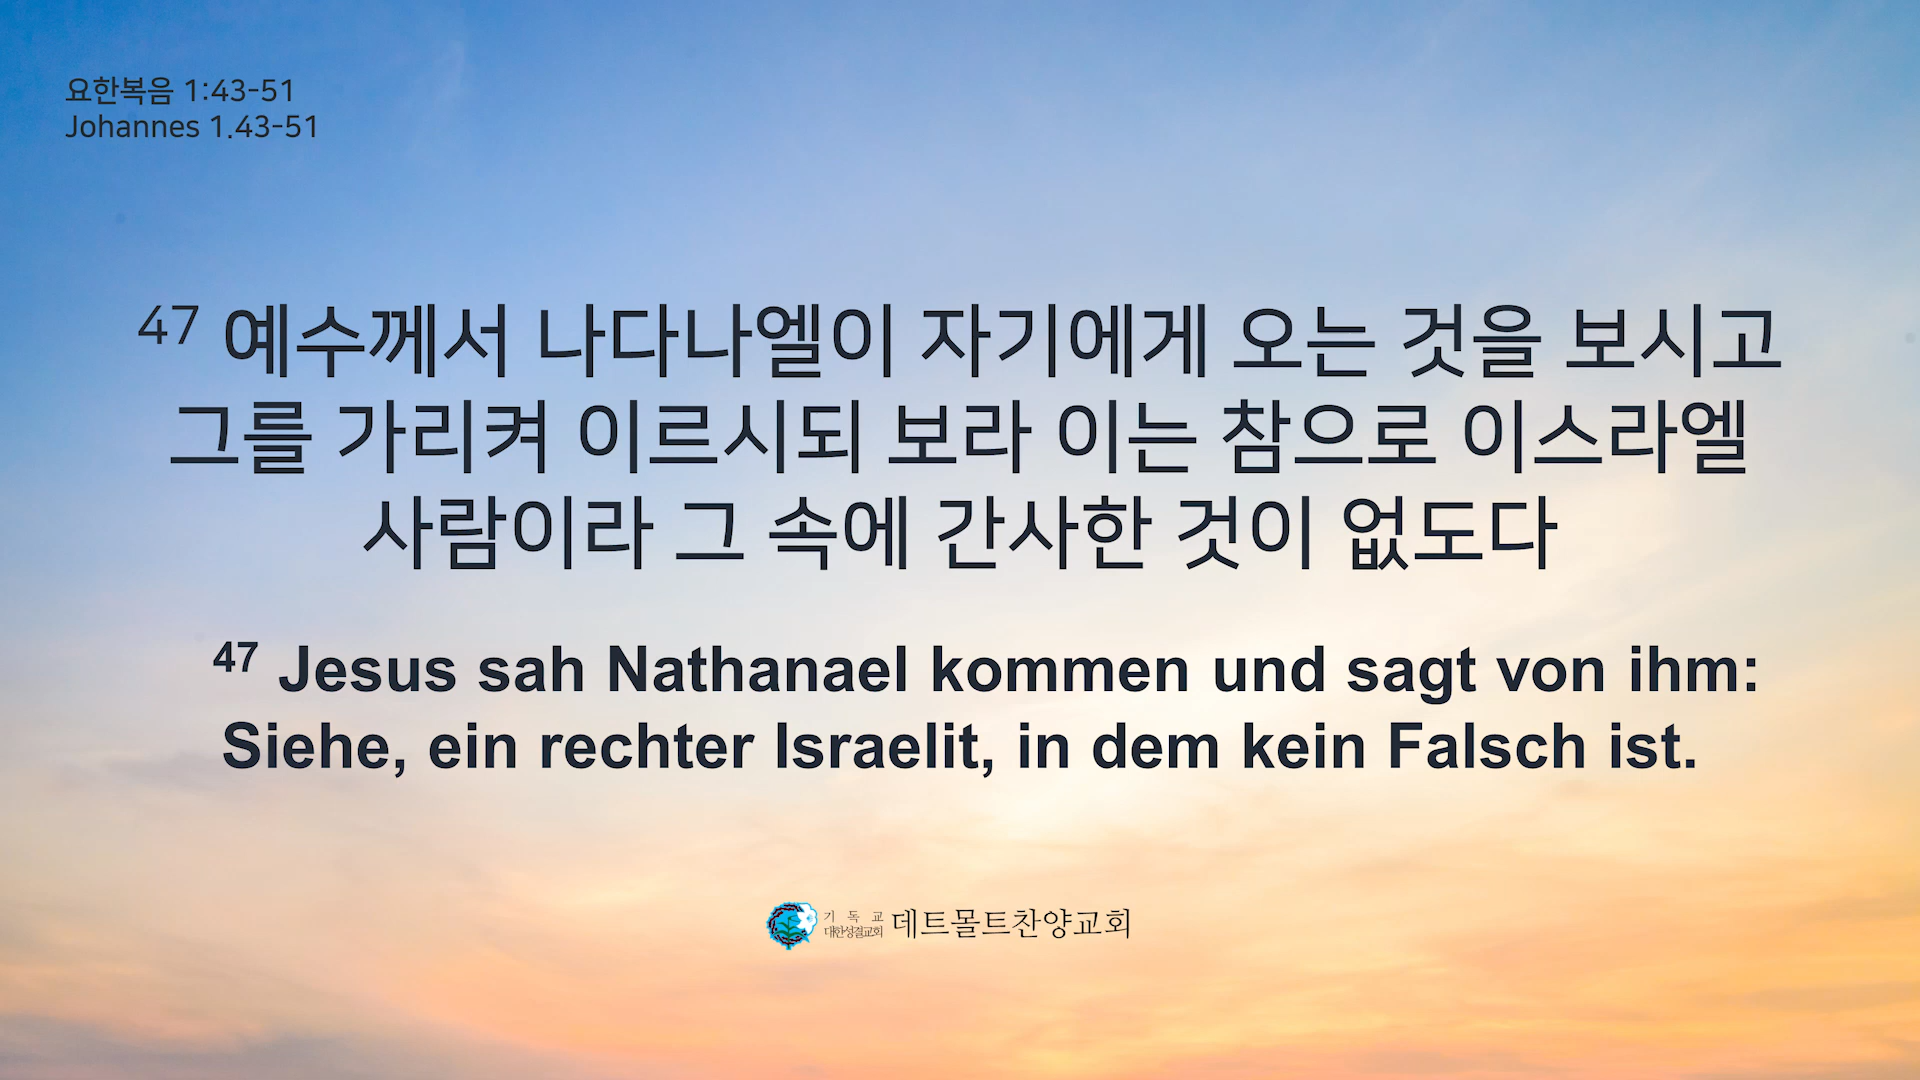 요한복음 1:43-51
Johannes 1.43-51
47 예수께서 나다나엘이 자기에게 오는 것을 보시고
그를 가리켜 이르시되 보라 이는 참으로 이스라엘
사람이라 그 속에 간사한 것이 없도다
47 Jesus sah Nathanael kommen und sagt von ihm:
Siehe, ein rechter Israelit, in dem kein Falsch ist.
기독교
대한성결교회
데트몰트찬양교회